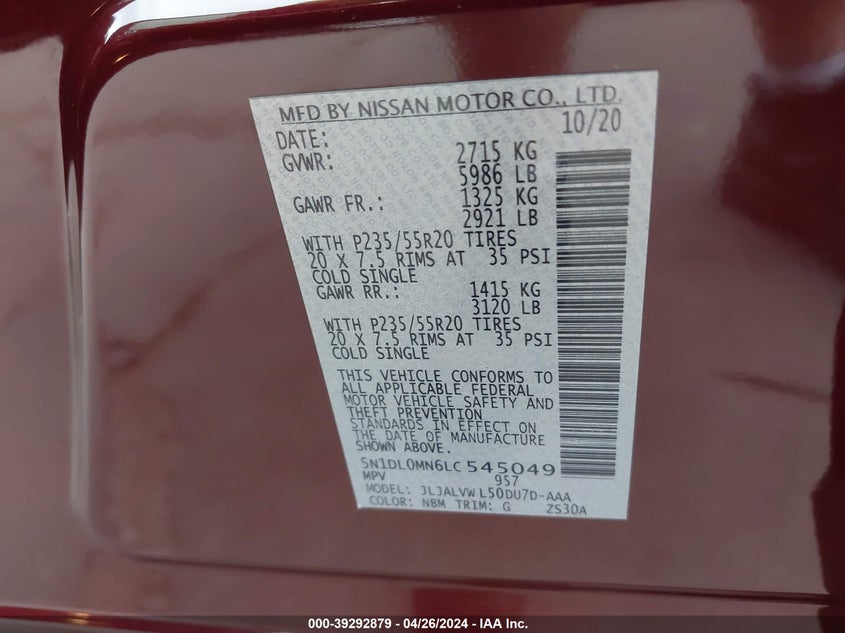 MFD BY NISSAN MOTOR CO., LTD.
DATE: 10/20
GVWR: 2715 KG
5986 LB
GAWR FR.: 1325 KG
2921 LB
WITH P235/55R20 TIRES
20 X 7.5 RIMS AT 35 PSI
COLD SINGLE
GAWR RR.: 1415 KG
3120 LB
WITH P235/55R20 TIRES
20 X 7.5 RIMS AT 35 PSI
COLD SINGLE
THIS VEHICLE CONFORMS TO
ALL APPLICABLE FEDERAL
MOTOR VEHICLE SAFETY AND
THEFT PREVENTION
STANDARDS IN EFFECT ON
THE DATE OF MANUFACTURE
SHOWN ABOVE.
5N1DL0MN6LC545049
MPV 957
MODEL: JLJALVW L50DU7D-AAA
COLOR: NBM TRIM: G ZS30A
000-39292879 - 04/26/2024 - IAA Inc.